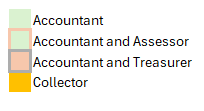 Accountant
Accountant and Assessor
Accountant and Treasurer
Collector